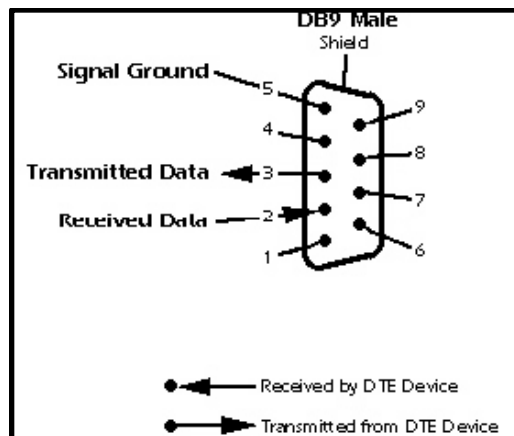 DB9 Male
Shield
Signal Ground
5
9
4
8
Transmitted Data
3
7
Received Data
2
1
6
Received by DTE Device
Transmitted from DTE Device